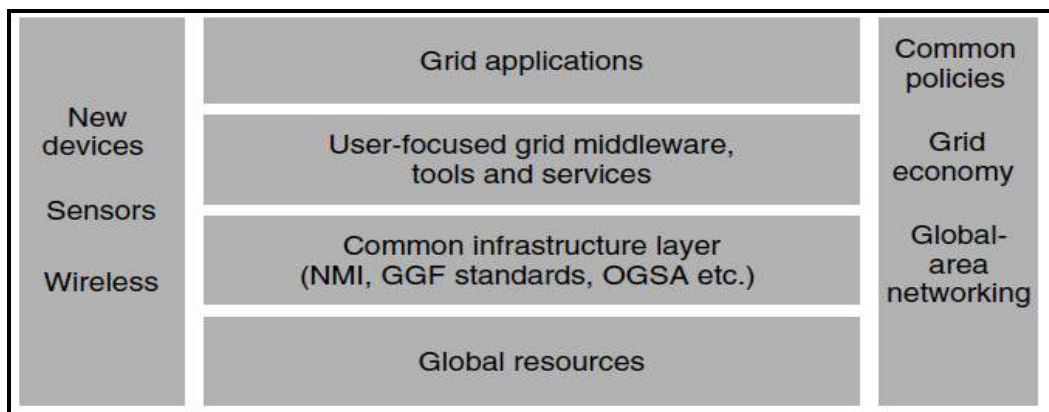 New
devices
Sensors
Wireless
Grid applications
User-focused grid middleware,
tools and services
Common infrastructure layer
(NMI, GGF standards, OGSA etc.)
Global resources
Common
policies
Grid
economy
Global-
area
networking